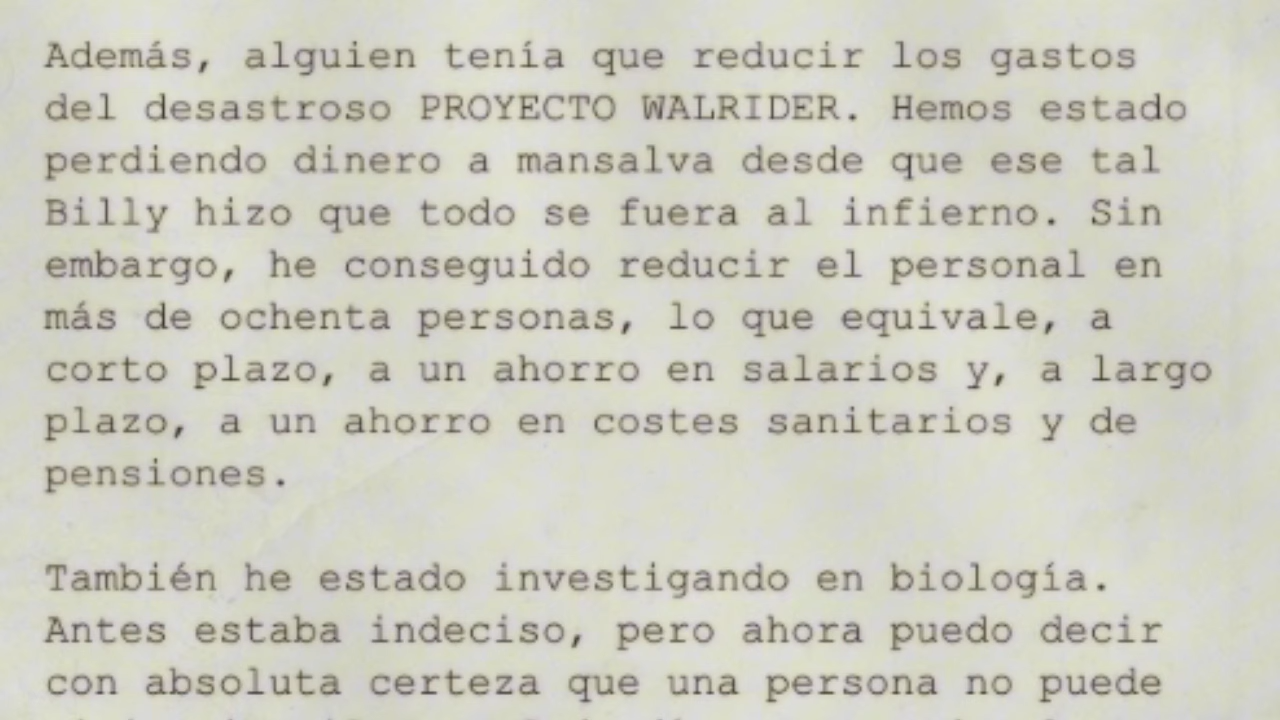 Además, alguien tenía que reducir los gastos
del desastroso PROYECTO WALRIDER. Hemos estado
perdiendo dinero a mansalva desde que ese tal
Billy hizo que todo se fuera al infierno. Sin
embargo, he conseguido reducir el personal en
más de ochenta personas, lo que equivale, a
corto plazo, a un ahorro en salarios y, a largo
plazo, a un ahorro en costes sanitarios y de
pensiones.
También he estado investigando en biología.
Antes estaba indeciso, pero ahora puedo decir
con absoluta certeza que una persona no puede